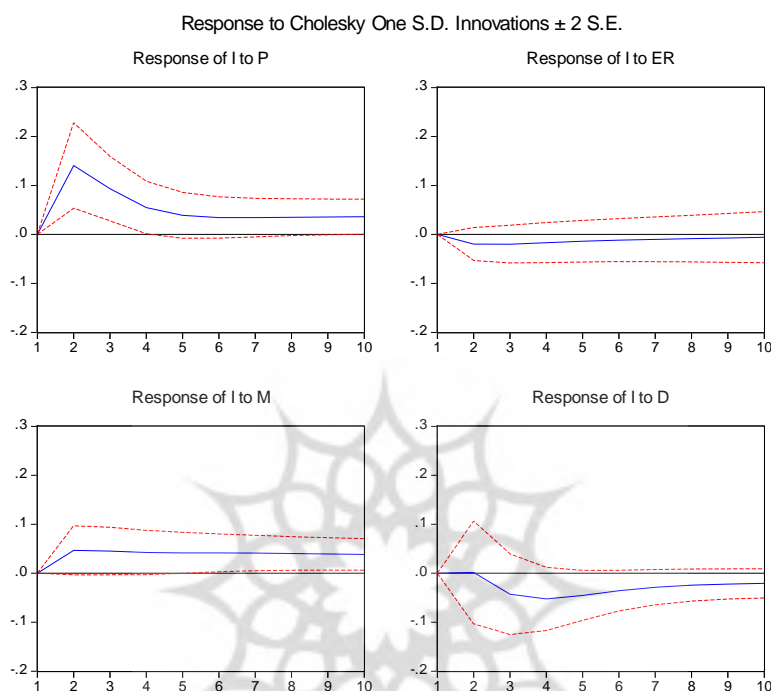 Response to Cholesky One S.D. Innovations ± 2 S.E.
Response of I to P
.3
.2
.1
.0
-.1
-.2
1 2 3 4 5 6 7 8 9 10
Response of I to ER
.3
.2
.1
.0
-.1
-.2
1 2 3 4 5 6 7 8 9 10
Response of I to M
.3
.2
.1
.0
-.1
-.2
1 2 3 4 5 6 7 8 9 10
Response of I to D
.3
.2
.1
.0
-.1
-.2
1 2 3 4 5 6 7 8 9 10